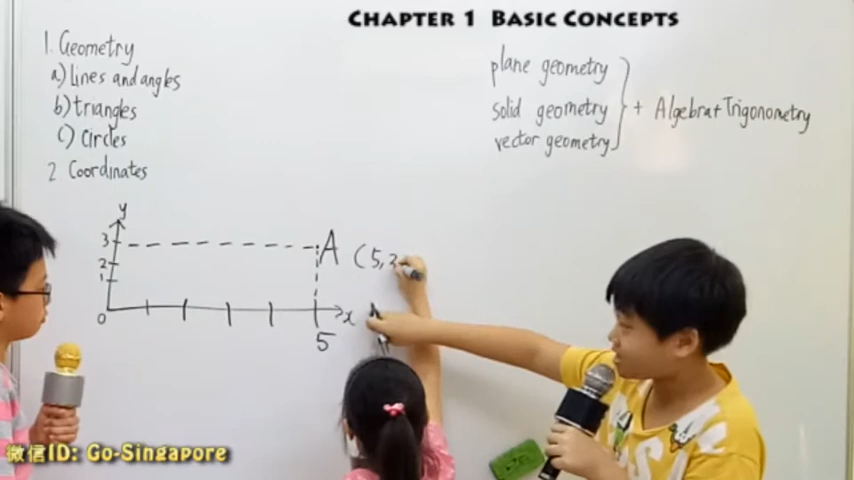 CHAPTER 1 BASIC CONCEPTS
1. Geometry
a) Lines and angles
b) triangles
c) Circles
2 Coordinates
plane geometry
solid geometry
vector geometry
+ Algebra + Trigonometry
y
3
2
1
0
A (5,
x
5
微信ID: Go-Singapore